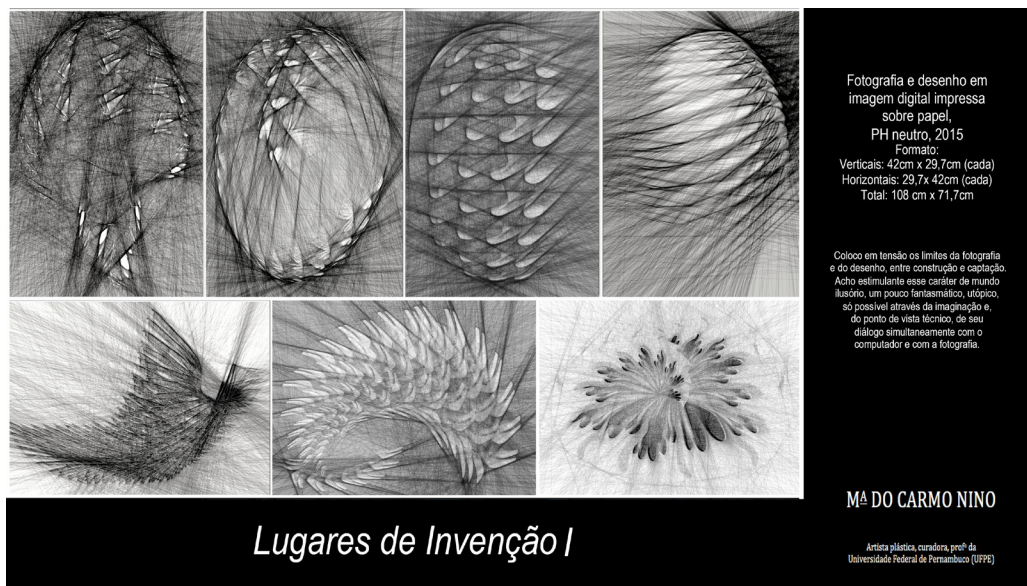 Fotografia e desenho em
imagem digital impressa
sobre papel,
PH neutro, 2015
Formato:
Verticais: 42cm x 29,7cm (cada)
Horizontais: 29,7x 42cm (cada)
Total: 108 cm x 71,7cm
Coloco em tensão os limites da fotografia
e do desenho, entre construção e captação.
Acho estimulante esse caráter de mundo
ilusório, um pouco fantasmático, utópico,
só possível através da imaginação e,
do ponto de vista técnico, de seu
diálogo simultaneamente com o
computador e com a fotografia.
Mª DO CARMO NINO
Artista plástica, curadora, profª da
Universidade Federal de Pernambuco (UFPE)
Lugares de Invenção I